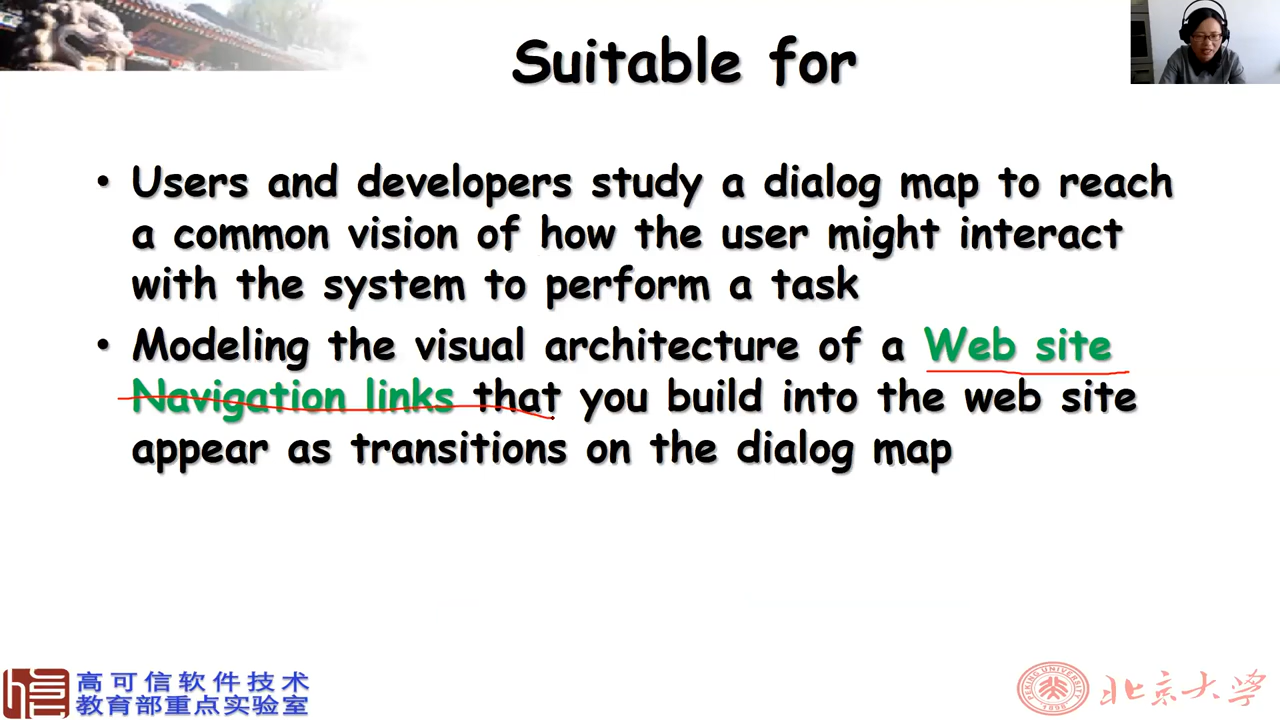 Suitable for
• Users and developers study a dialog map to reach
a common vision of how the user might interact
with the system to perform a task
• Modeling the visual architecture of a Web site
Navigation links that you build into the web site
appear as transitions on the dialog map
高可信软件技术
教育部重点实验室
PEKING UNIVERSITY
1898
北京大学